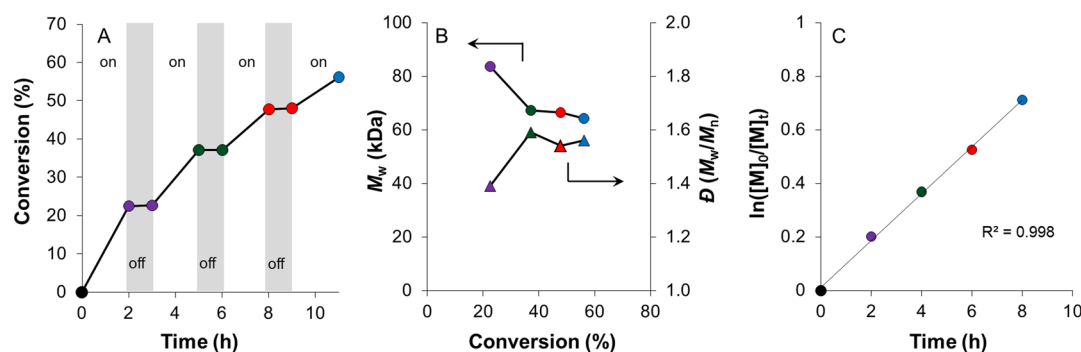 A
on on on on
off off off
70
60
50
40
30
20
10
0
0 2 4 6 8 10
Conversion (%)
Time (h)
B
100
80
60
40
20
0
0 20 40 60 80
2.0
1.8
1.6
1.4
1.2
1.0
Mw (kDa)
Đ (Mw/Mn)
Conversion (%)
C
1
0.8
0.6
0.4
0.2
0
0 2 4 6 8 10
ln([M]0/[M]t)
R² = 0.998
Time (h)